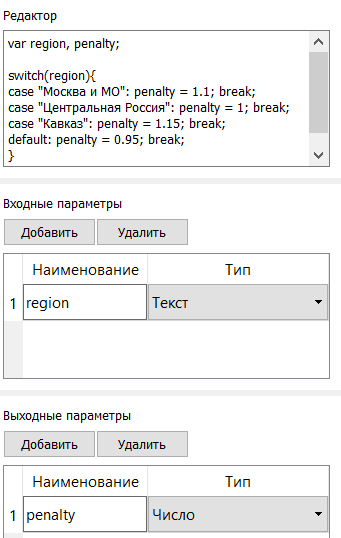 Редактор
var region, penalty;
switch(region){
case "Москва и МО": penalty = 1.1; break;
case "Центральная Россия": penalty = 1; break;
case "Кавказ": penalty = 1.15; break;
default: penalty = 0.95; break;
}
Входные параметры
Добавить Удалить
Наименование Тип
1 region Текст
Выходные параметры
Добавить Удалить
Наименование Тип
1 penalty Число